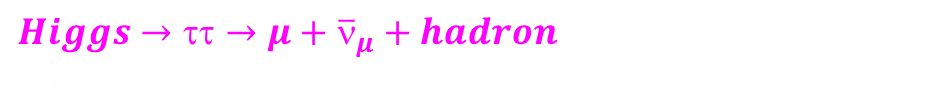 Higgs → ττ → μ + ν̄_μ + hadron